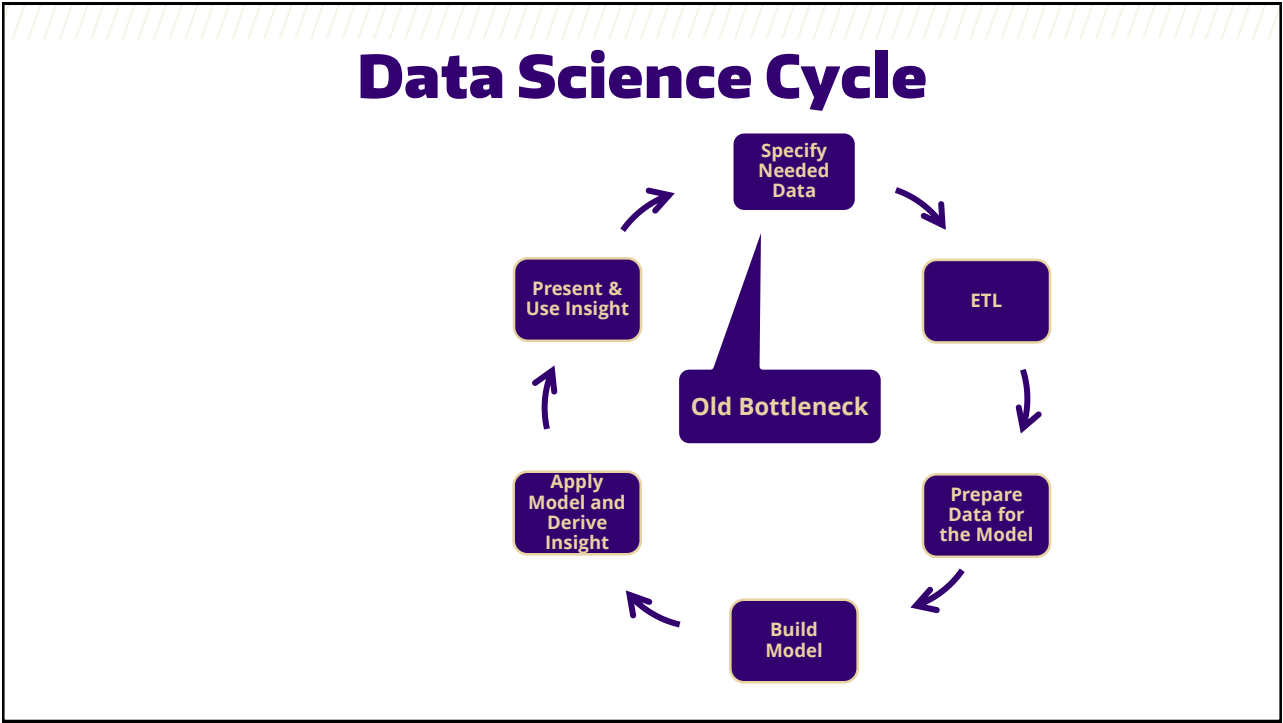 Data Science Cycle
Specify
Needed
Data
ETL
Prepare
Data for
the Model
Build
Model
Apply
Model and
Derive
Insight
Present &
Use Insight
Old Bottleneck